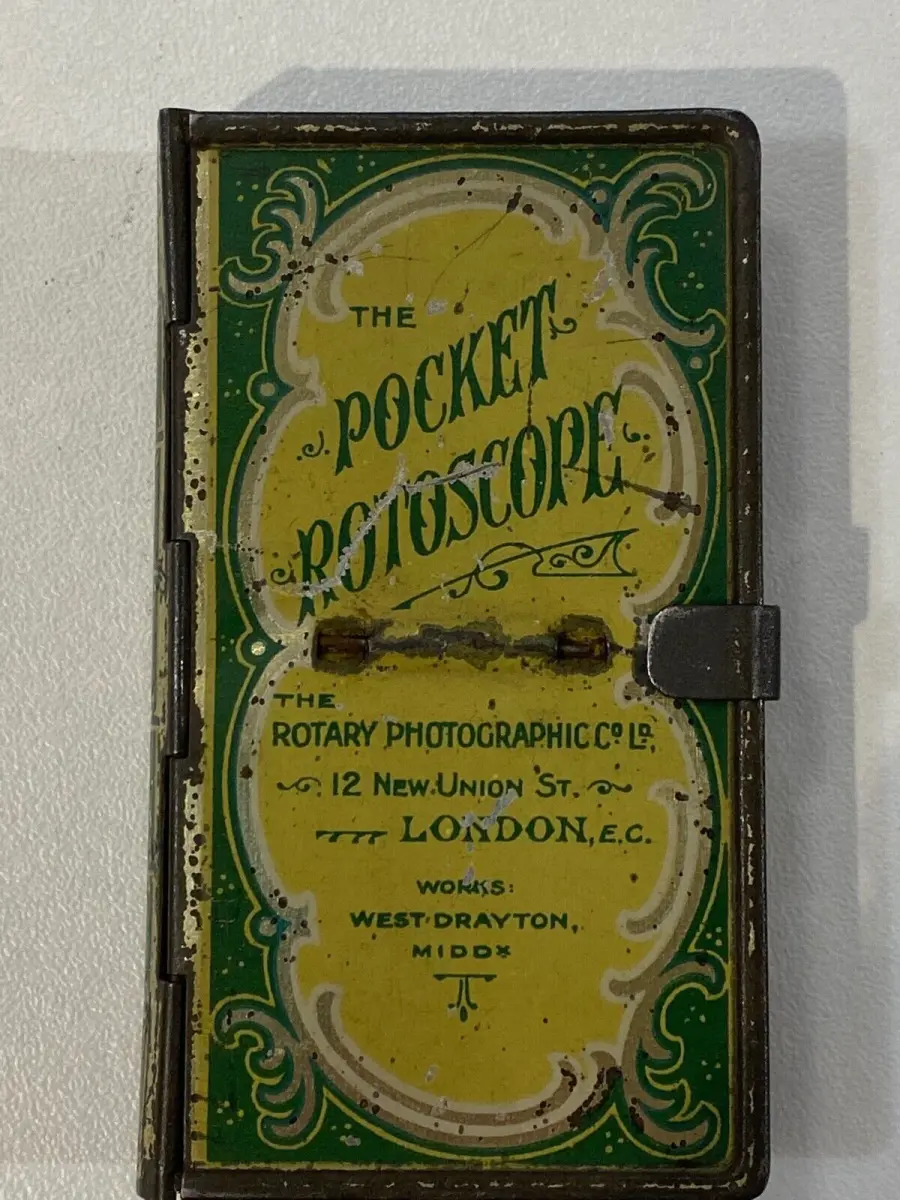 THE
POCKET
ROTOSCOPE
THE
ROTARY PHOTOGRAPHIC Cº Lᴰ,
12 NEW UNION ST.
LONDON, E.C.
WORKS:
WEST DRAYTON,
MIDDX